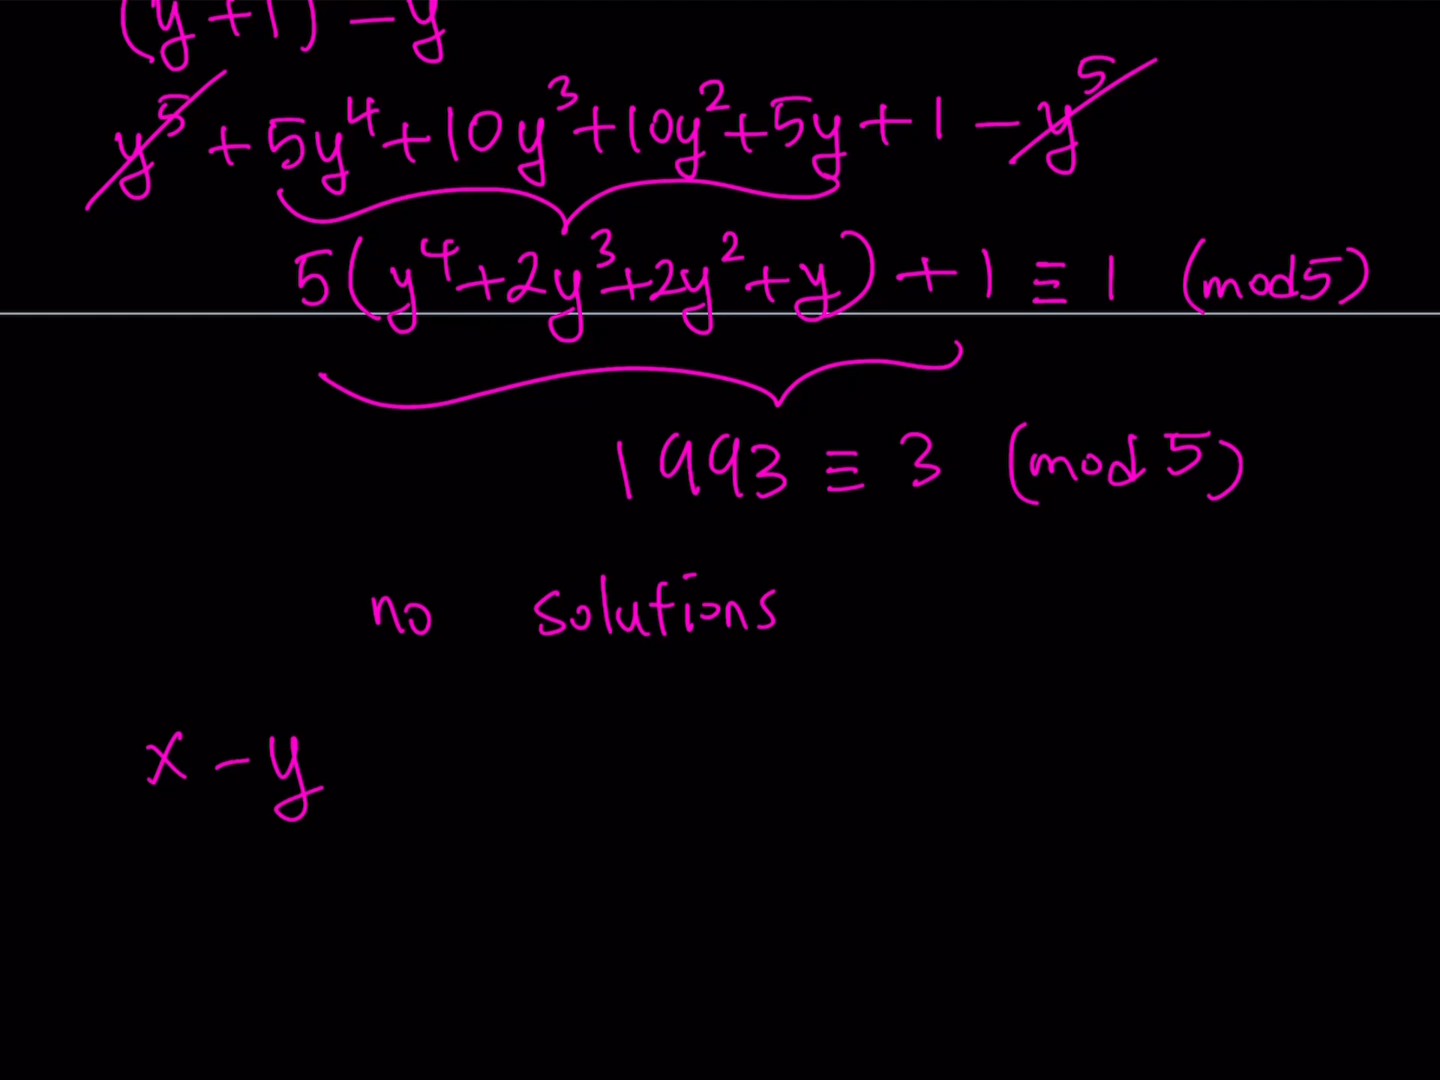 (y+1) - y
y⁵ + 5y⁴ + 10y³ + 10y² + 5y + 1 - y⁵
5(y⁴ + 2y³ + 2y² + y) + 1 ≡ 1 (mod 5)
1993 ≡ 3 (mod 5)
no solutions
x - y